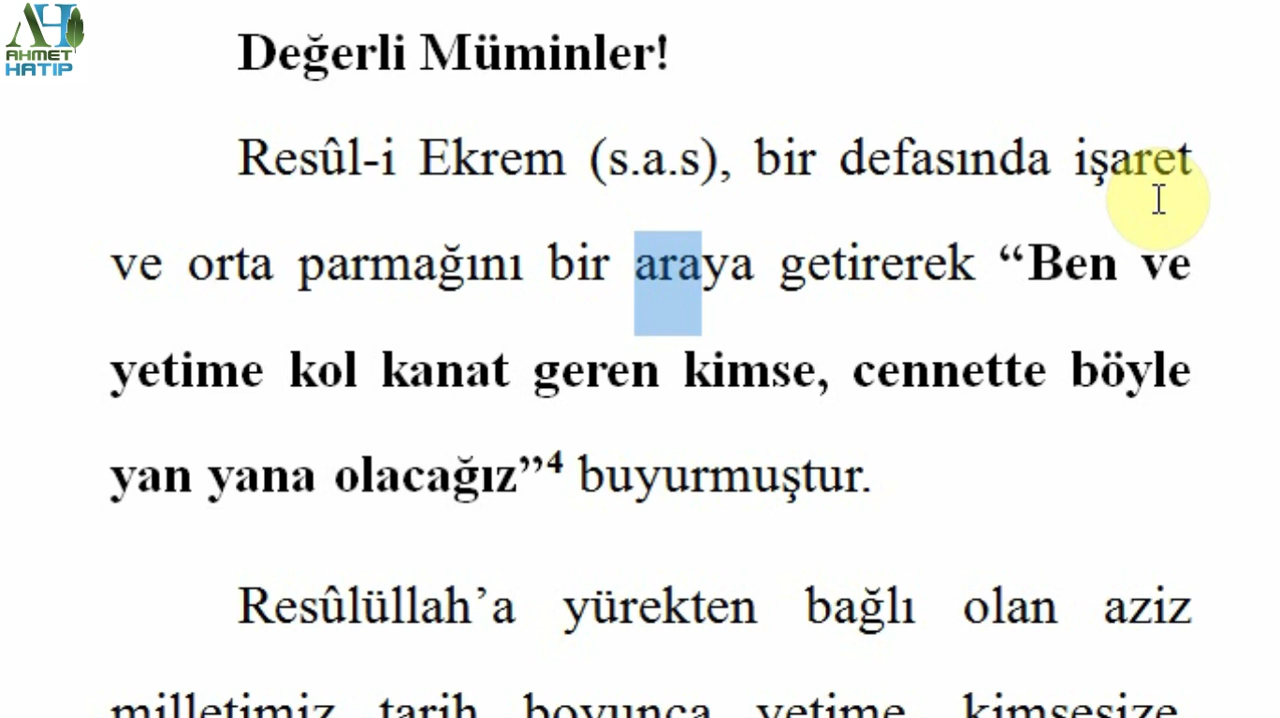 AHMET
HATIP
Değerli Müminler!
Resûl-i Ekrem (s.a.s), bir defasında işaret
ve orta parmağını bir araya getirerek “Ben ve
yetime kol kanat geren kimse, cennette böyle
yan yana olacağız”⁴ buyurmuştur.
Resûlüllah’a yürekten bağlı olan aziz
milletimiz tarih boyunca yetime, kimsesize,